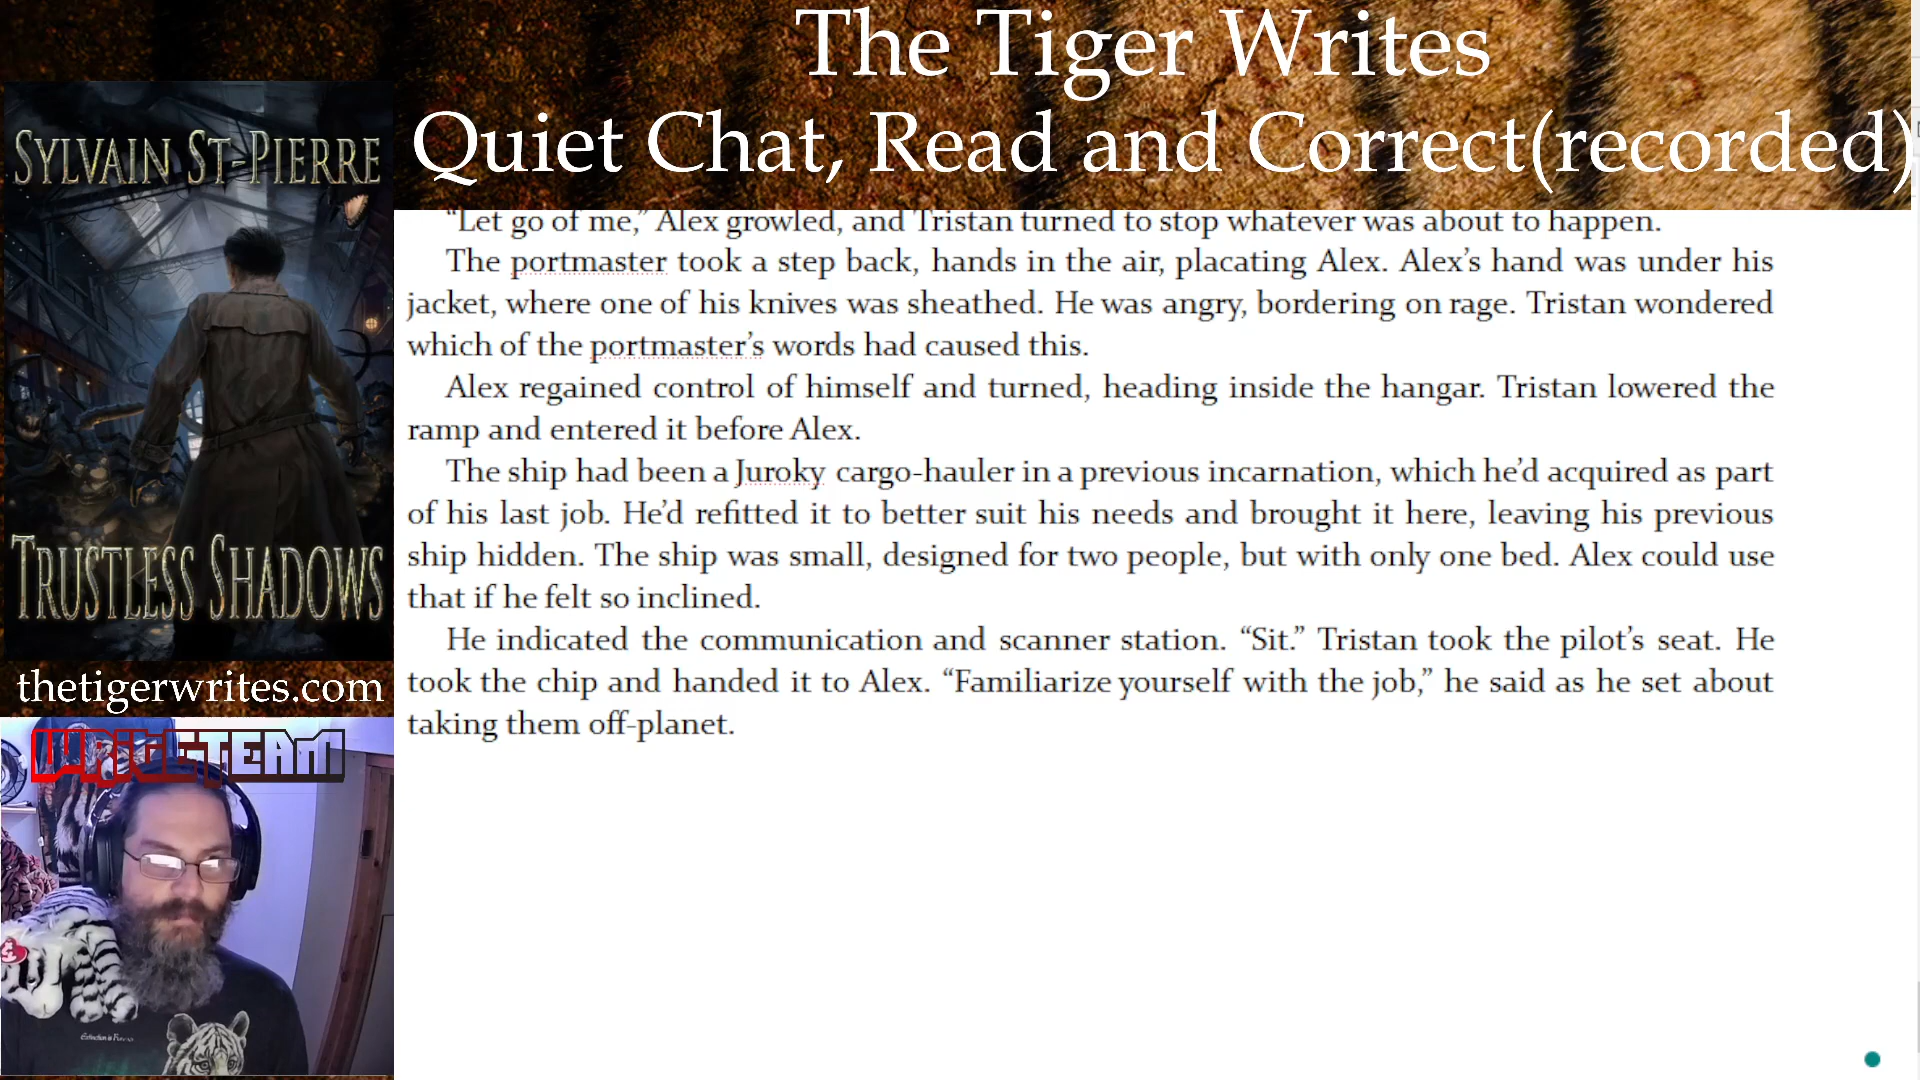 The Tiger Writes
Quiet Chat, Read and Correct(recorded)
SYLVAIN ST-PIERRE
TRUSTLESS SHADOWS
thetigerwrites.com
WRITETEAM
“Let go of me,” Alex growled, and Tristan turned to stop whatever was about to happen.
The portmaster took a step back, hands in the air, placating Alex. Alex’s hand was under his
jacket, where one of his knives was sheathed. He was angry, bordering on rage. Tristan wondered
which of the portmaster’s words had caused this.
Alex regained control of himself and turned, heading inside the hangar. Tristan lowered the
ramp and entered it before Alex.
The ship had been a Juroky cargo-hauler in a previous incarnation, which he’d acquired as part
of his last job. He’d refitted it to better suit his needs and brought it here, leaving his previous
ship hidden. The ship was small, designed for two people, but with only one bed. Alex could use
that if he felt so inclined.
He indicated the communication and scanner station. “Sit.” Tristan took the pilot’s seat. He
took the chip and handed it to Alex. “Familiarize yourself with the job,” he said as he set about
taking them off-planet.